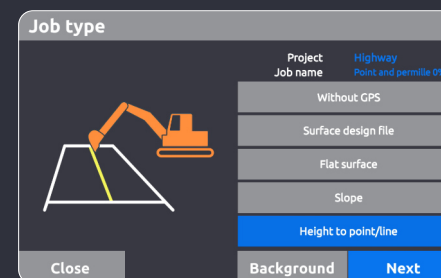 Job type
Project Highway
Job name Point and permille 01
Without GPS
Surface design file
Flat surface
Slope
Height to point/line
Close
Background
Next